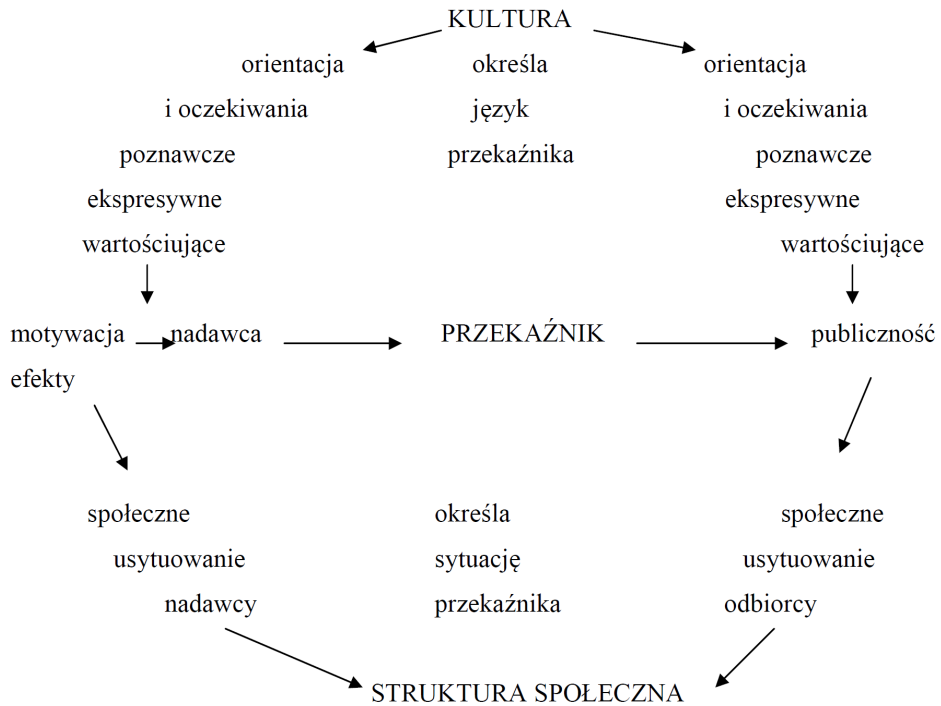 KULTURA
orientacja określa orientacja
i oczekiwania język i oczekiwania
poznawcze przekaźnika poznawcze
ekspresywne ekspresywne
wartościujące wartościujące
motywacja nadawca PRZEKAŹNIK publiczność
efekty
społeczne określa społeczne
usytuowanie sytuację usytuowanie
nadawcy przekaźnika odbiorcy
STRUKTURA SPOŁECZNA